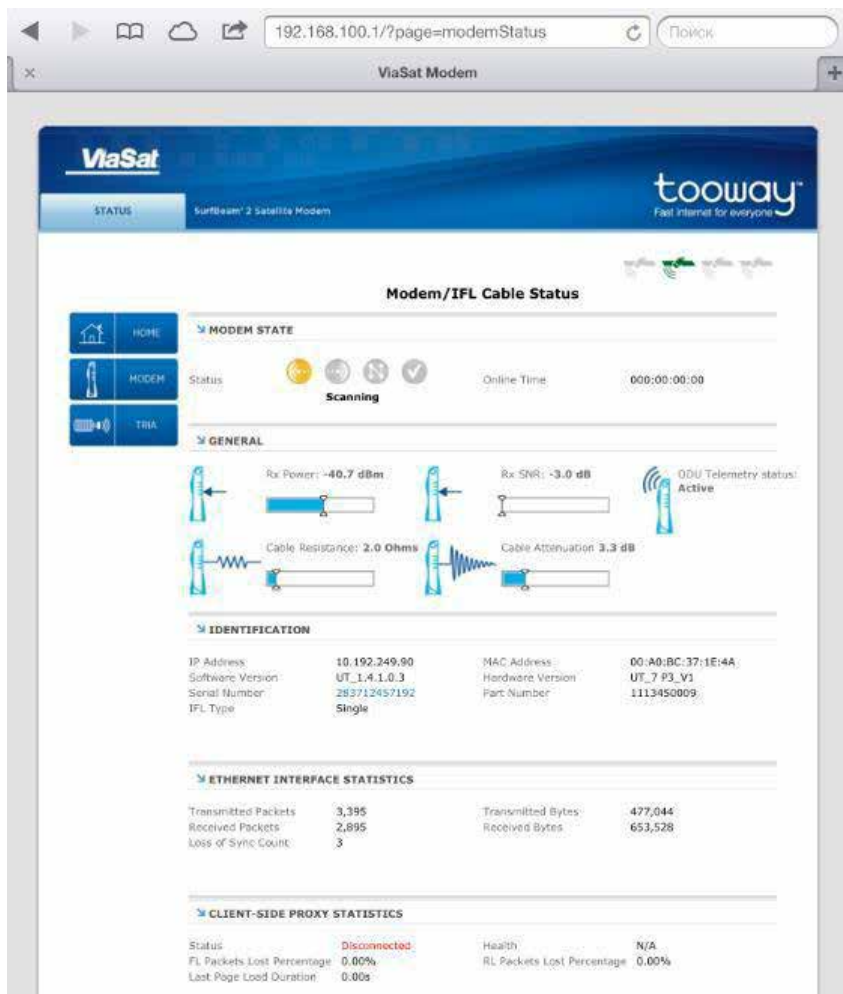 192.168.100.1/?page=modemStatus
Поиск
ViaSat Modem
ViaSat
tooway™
Fast internet for everyone
STATUS
SurfBeam® 2 Satellite Modem
Modem/IFL Cable Status
HOME
MODEM
TRIA
MODEM STATE
Status
Scanning
Online Time
000:00:00:00
GENERAL
Rx Power: -40.7 dBm
Rx SNR: -3.0 dB
ODU Telemetry status:
Active
Cable Resistance: 2.0 Ohms
Cable Attenuation 3.3 dB
IDENTIFICATION
IP Address 10.192.249.90 MAC Address 00:A0:BC:37:1E:4A
Software Version UT_1.4.1.0.3 Hardware Version UT_7 P3_V1
Serial Number 283712457192 Part Number 1113450009
IFL Type Single
ETHERNET INTERFACE STATISTICS
Transmitted Packets 3,395 Transmitted Bytes 477,044
Received Packets 2,895 Received Bytes 653,528
Loss of Sync Count 3
CLIENT-SIDE PROXY STATISTICS
Status Disconnected Health N/A
FL Packets Lost Percentage 0.00% RL Packets Lost Percentage 0.00%
Last Page Load Duration 0.00s